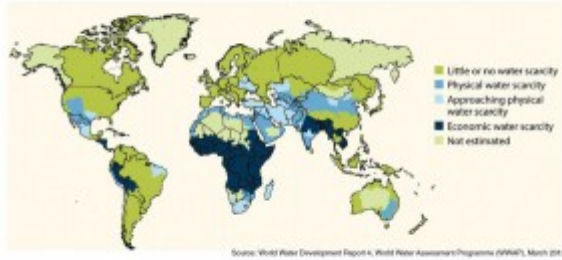 Little or no water scarcity
Physical water scarcity
Approaching physical
water scarcity
Economic water scarcity
Not estimated
Source: World Water Development Report 4. World Water Assessment Programme (WWAP), March